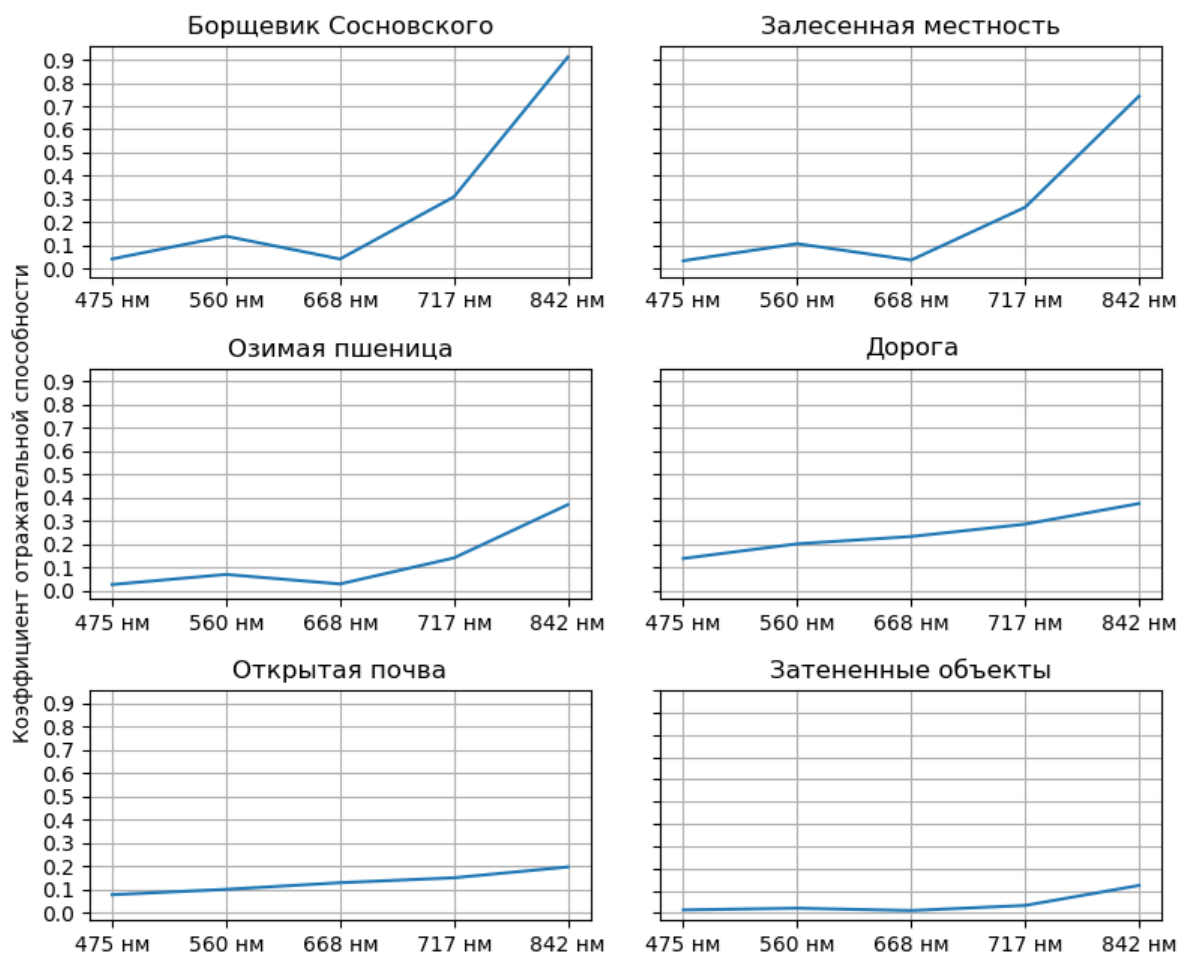 Борщевик Сосновского
Залесенная местность
0.9
0.8
0.7
0.6
0.5
0.4
0.3
0.2
0.1
0.0
475 нм 560 нм 668 нм 717 нм 842 нм
475 нм 560 нм 668 нм 717 нм 842 нм
Коэффициент отражательной способности
Озимая пшеница
Дорога
0.9
0.8
0.7
0.6
0.5
0.4
0.3
0.2
0.1
0.0
475 нм 560 нм 668 нм 717 нм 842 нм
475 нм 560 нм 668 нм 717 нм 842 нм
Открытая почва
Затененные объекты
0.9
0.8
0.7
0.6
0.5
0.4
0.3
0.2
0.1
0.0
475 нм 560 нм 668 нм 717 нм 842 нм
475 нм 560 нм 668 нм 717 нм 842 нм